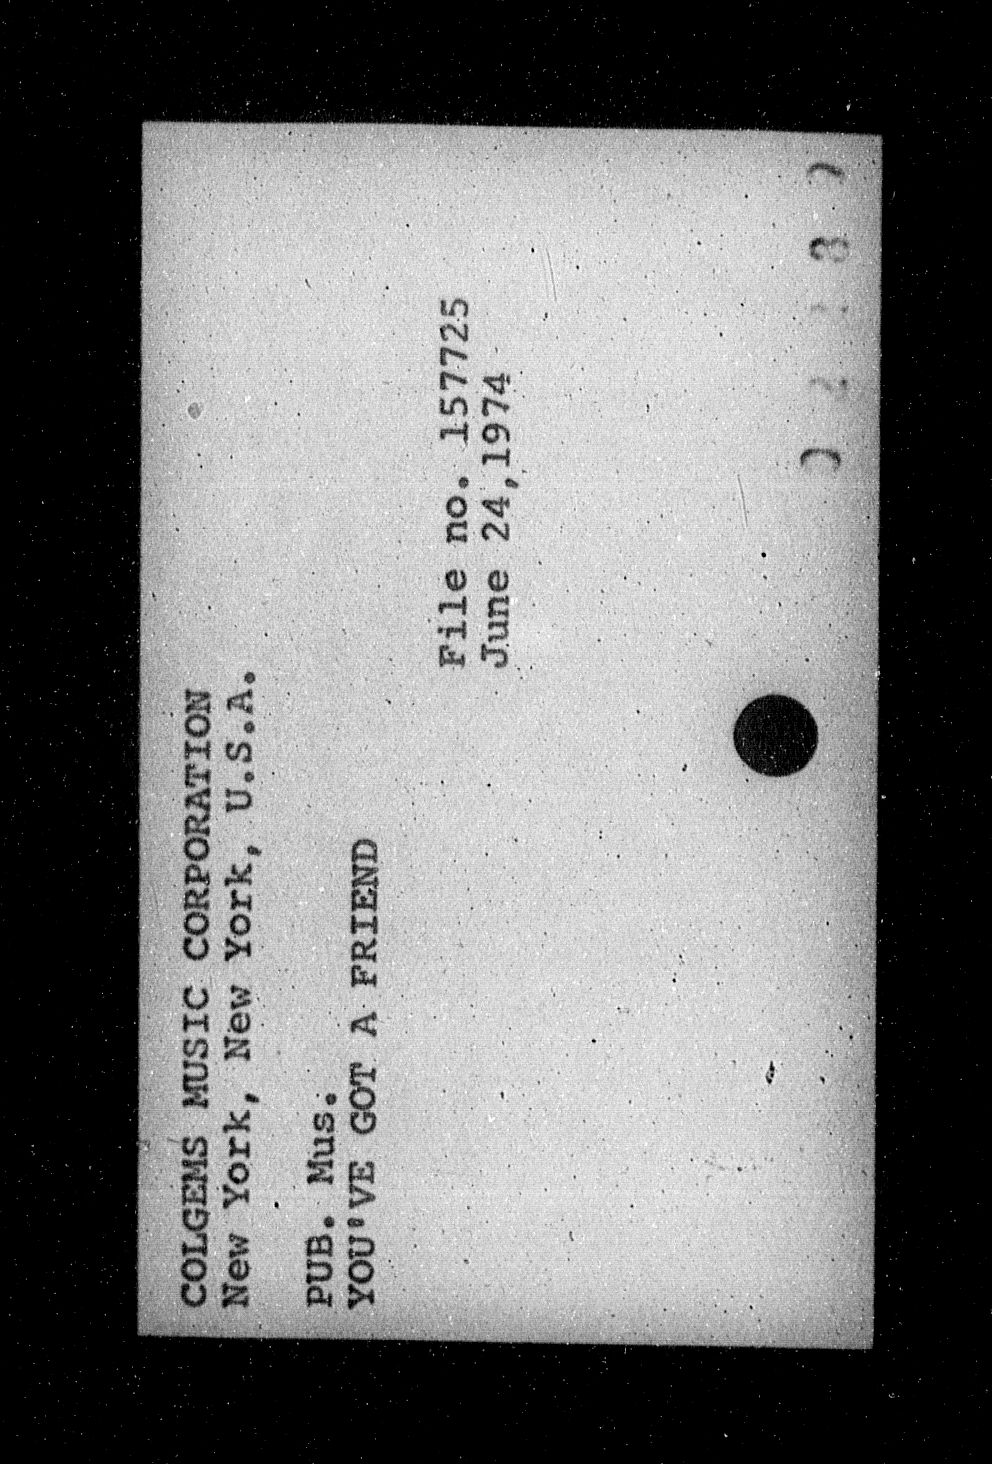 COLGEMS MUSIC CORPORATION
New York, New York, U.S.A.
PUB. Mus.
YOU'VE GOT A FRIEND
File no. 157725
June 24,1974